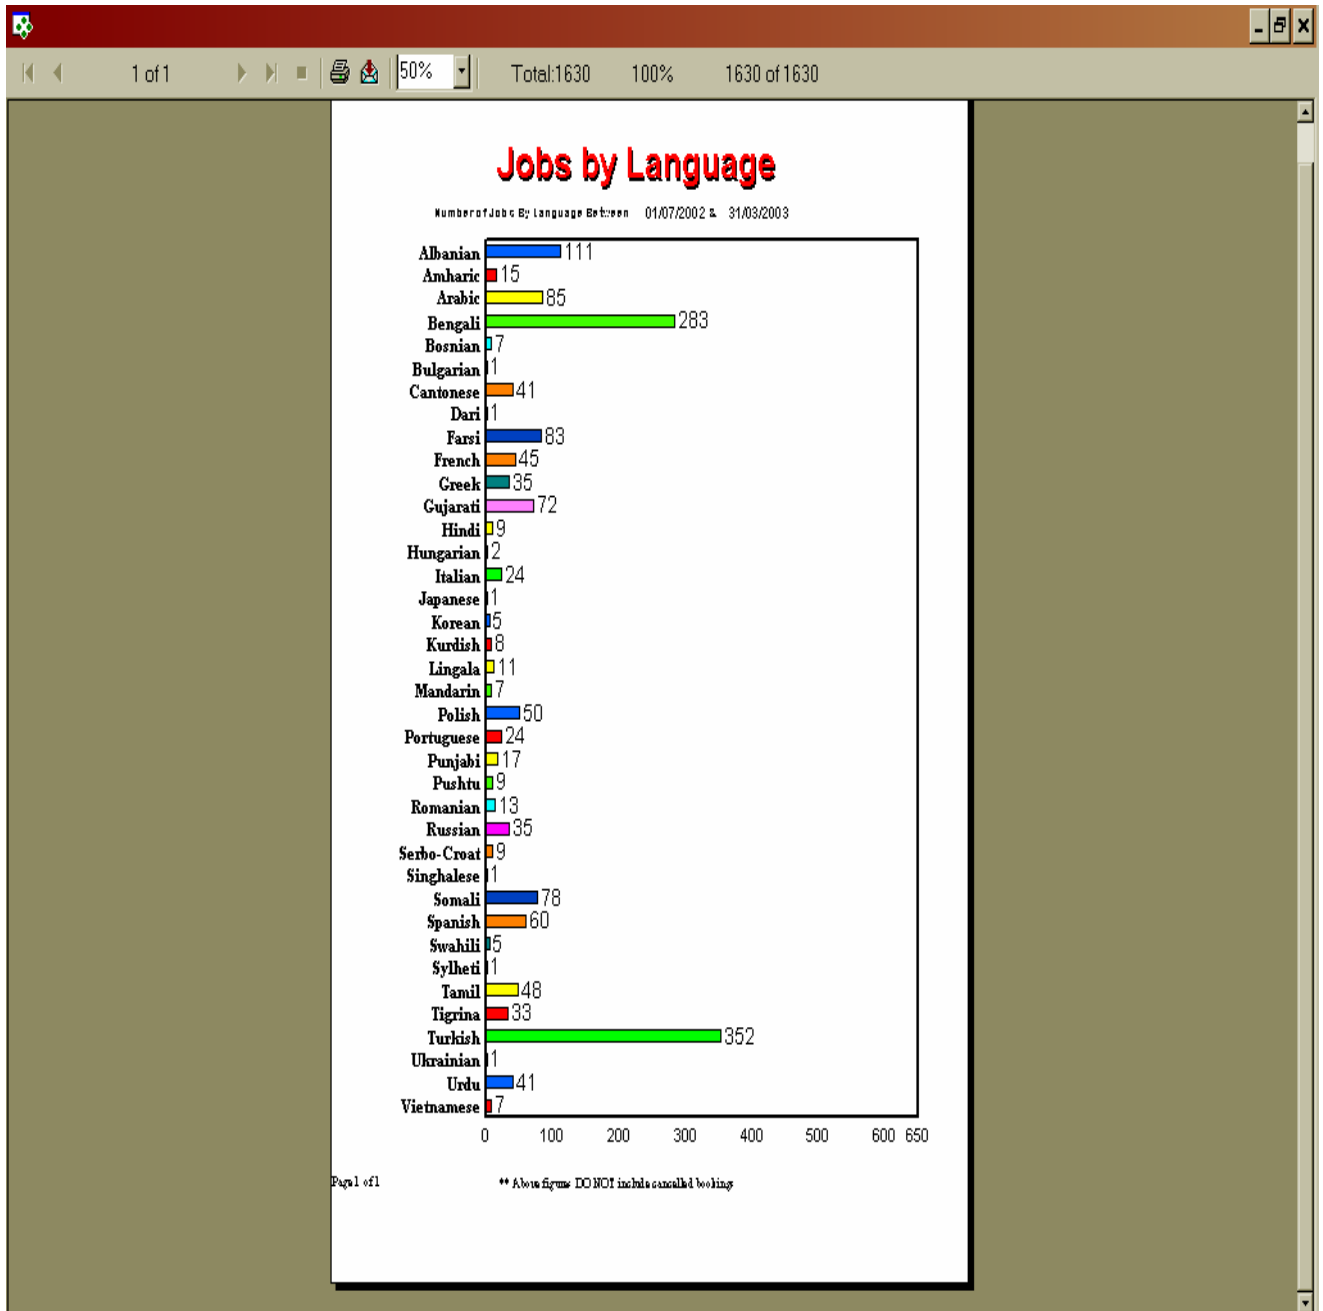 1 of 1 50% Total:1630 100% 1630 of 1630
Jobs by Language
Number of Jobs By Language Between 01/07/2002 & 31/03/2003
Albanian 111
Amharic 15
Arabic 85
Bengali 283
Bosnian 7
Bulgarian 1
Cantonese 41
Dari 1
Farsi 83
French 45
Greek 35
Gujarati 72
Hindi 9
Hungarian 2
Italian 24
Japanese 1
Korean 5
Kurdish 8
Lingala 11
Mandarin 7
Polish 50
Portuguese 24
Punjabi 17
Pushtu 9
Romanian 13
Russian 35
Serbo-Croat 9
Singhalese 1
Somali 78
Spanish 60
Swahili 5
Sylheti 1
Tamil 48
Tigrina 33
Turkish 352
Ukrainian 1
Urdu 41
Vietnamese 7
0 100 200 300 400 500 600 650
Page 1 of 1 ** Above figures DO NOT include cancelled bookings